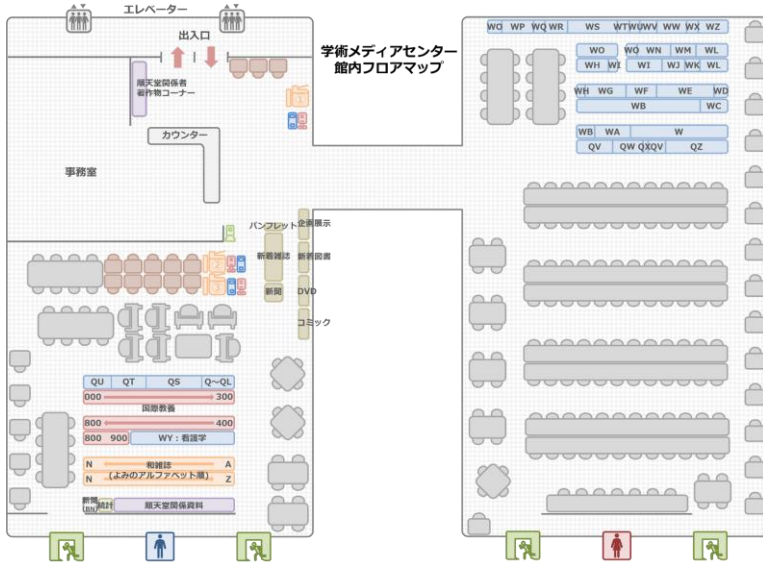 エレベーター
出入口
学術メディアセンター
館内フロアマップ
順天堂関係者
著作物コーナー
カウンター
事務室
1
パンフレット
企画展示
新着雑誌
新着図書
新聞
DVD
コミック
2
3
QU QT QS Q~QL
000 300
国際教養
800 400
800 900 WY:看護学
N 和雑誌 A
(よみのアルファベット順)
N Z
新聞
(BN)
統計
順天堂関係資料
WO WP WQ WR WS WT WU WV WW WX WZ
WO WQ WN WM WL
WH WI WI WJ WK WL
WH WG WF WE WD
WB WC
WB WA W
QV QW QX QV QZ